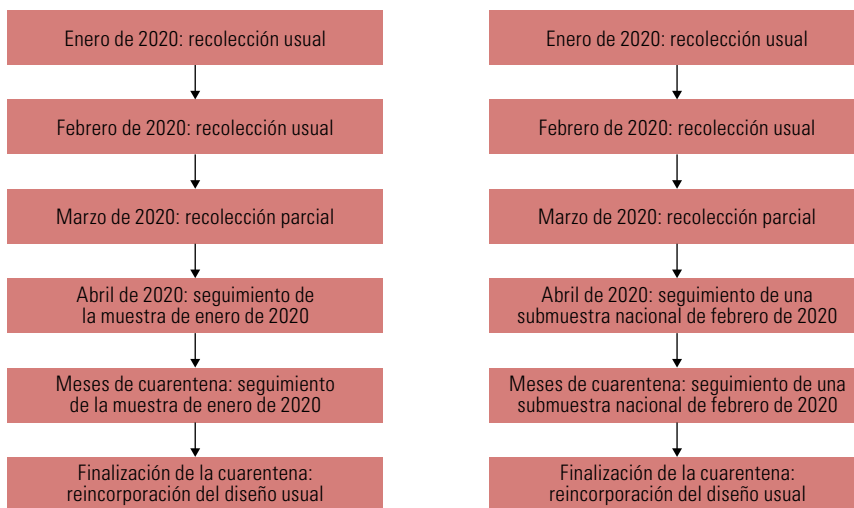 Enero de 2020: recolección usual
Febrero de 2020: recolección usual
Marzo de 2020: recolección parcial
Abril de 2020: seguimiento de
la muestra de enero de 2020
Meses de cuarentena: seguimiento
de la muestra de enero de 2020
Finalización de la cuarentena:
reincorporación del diseño usual
Enero de 2020: recolección usual
Febrero de 2020: recolección usual
Marzo de 2020: recolección parcial
Abril de 2020: seguimiento de una
submuestra nacional de febrero de 2020
Meses de cuarentena: seguimiento de una
submuestra nacional de febrero de 2020
Finalización de la cuarentena:
reincorporación del diseño usual